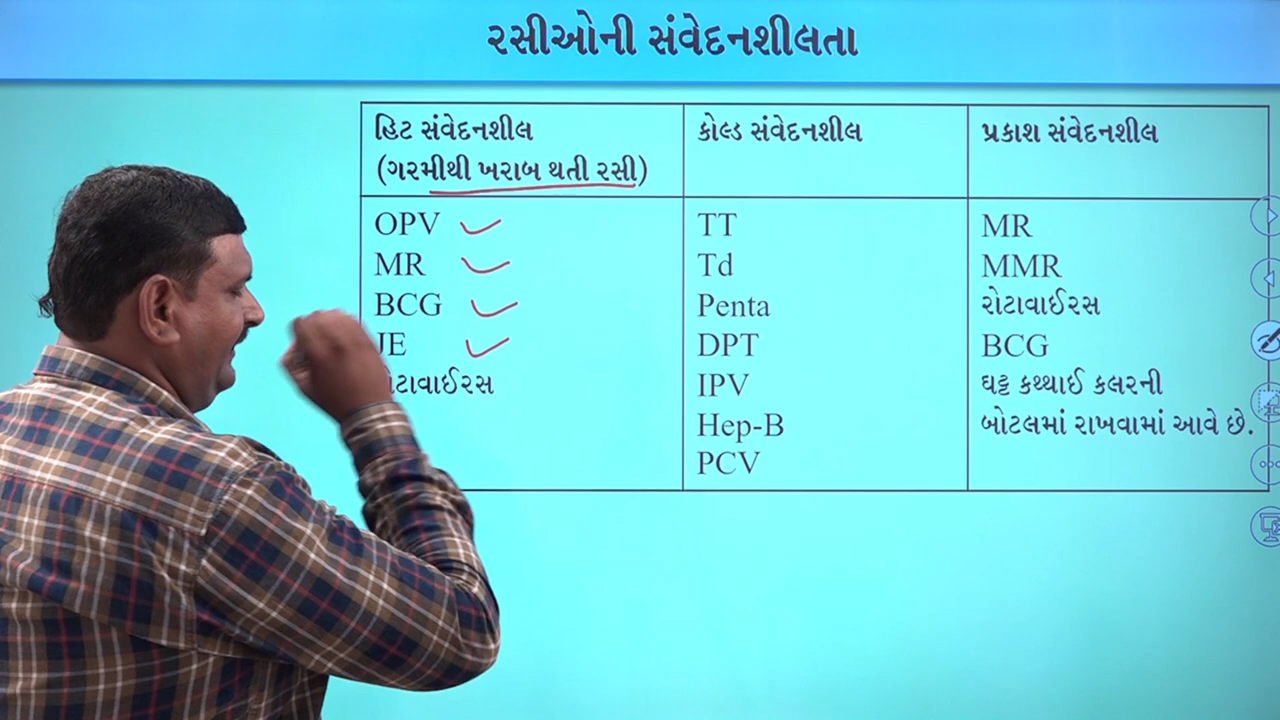 રસીઓની સંવેદનશીલતા
હિટ સંવેદનશીલ
(ગરમીથી ખરાબ થતી રસી)
OPV
MR
BCG
JE
કોલ્ડ સંવેદનશીલ
TT
Td
Penta
DPT
IPV
Hep-B
PCV
પ્રકાશ સંવેદનશીલ
MR
MMR
રોટાવાઈરસ
BCG
ઘટ્ટ કથ્થાઈ કલરની
બોટલમાં રાખવામાં આવે છે.